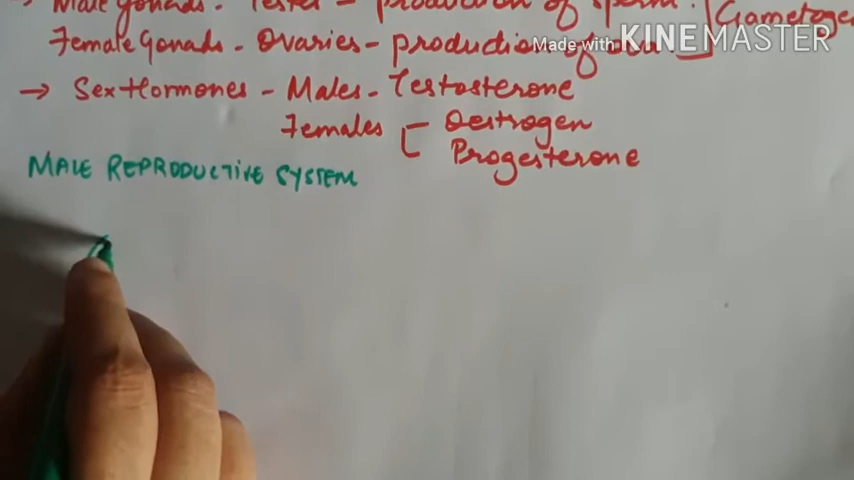 → Male Gonads - Testes - production of sperm. Gametoge
Female Gonads - Ovaries - production of
Made with KINEMASTER
→ Sex Hormones - Males - Testosterone
Females Oestrogen
Progesterone
MALE REPRODUCTIVE SYSTEM